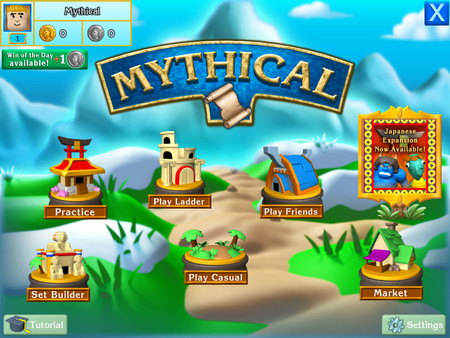 Mythical
1
0
0
Win of the Day
available! +1
X
MYTHICAL
Japanese
Expansion
Now Available!
Practice
Play Ladder
Play Friends
Set Builder
Play Casual
Market
Tutorial
Settings